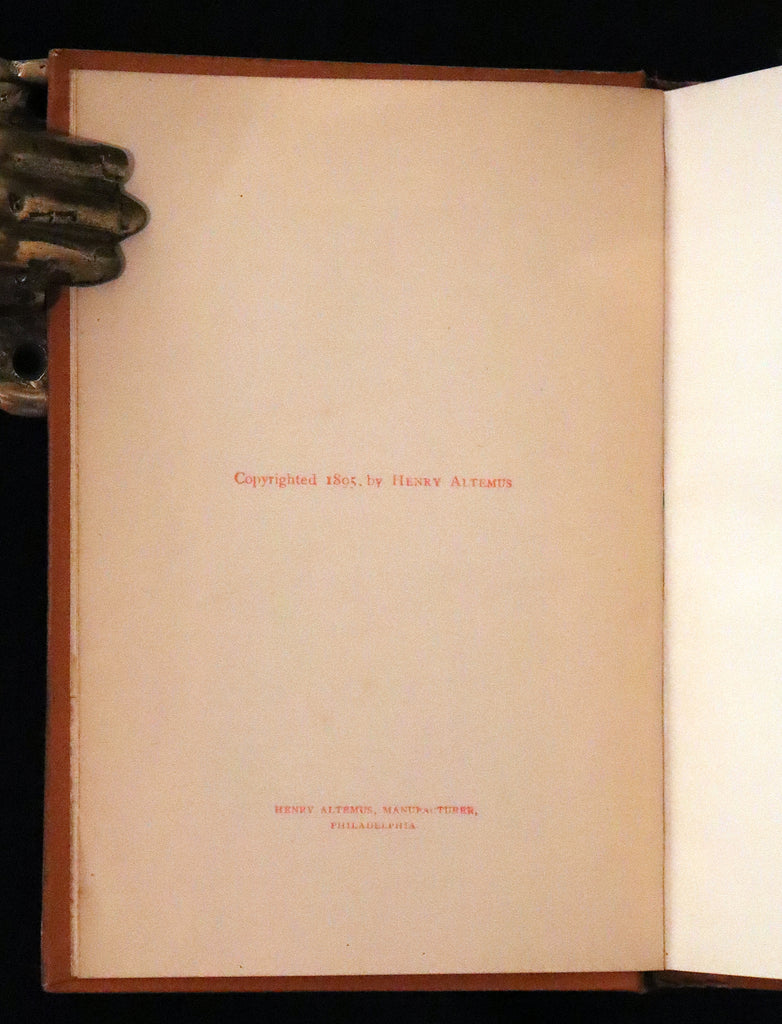 Copyrighted 1895, by HENRY ALTEMUS
HENRY ALTEMUS, MANUFACTURER,
PHILADELPHIA